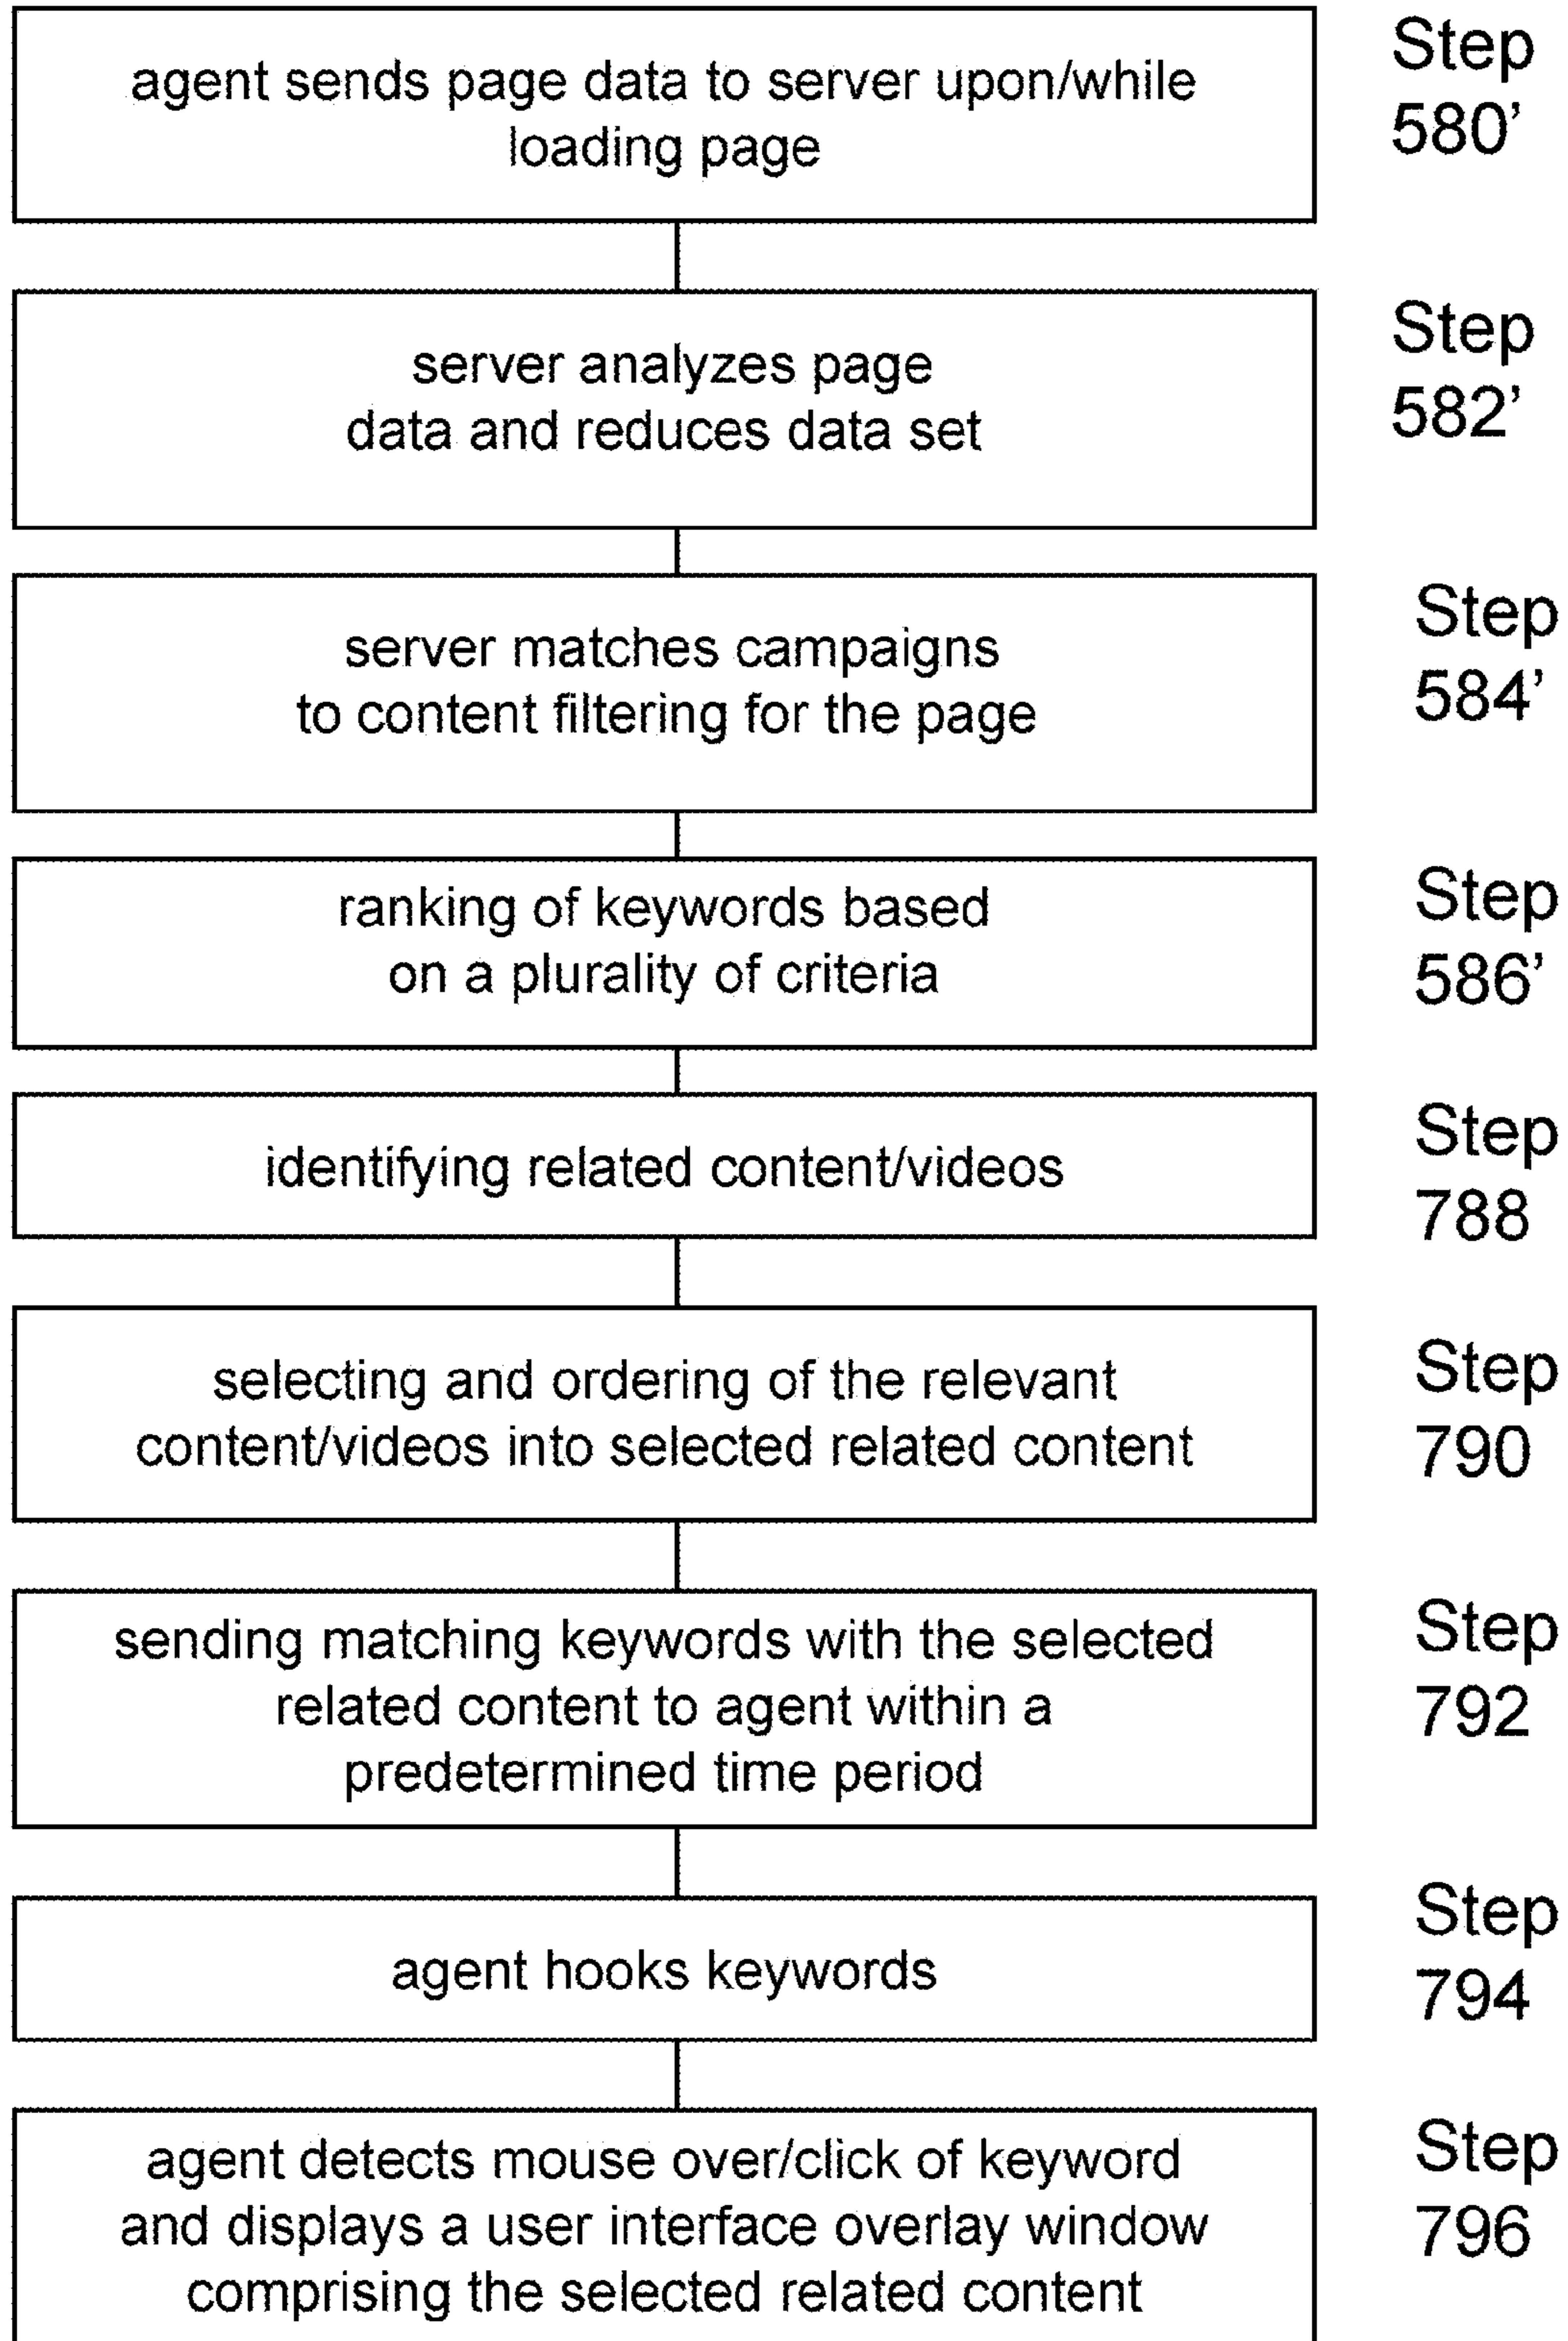 agent sends page data to server upon/while
loading page
Step
580’
server analyzes page
data and reduces data set
Step
582’
server matches campaigns
to content filtering for the page
Step
584’
ranking of keywords based
on a plurality of criteria
Step
586’
identifying related content/videos
Step
788
selecting and ordering of the relevant
content/videos into selected related content
Step
790
sending matching keywords with the selected
related content to agent within a
predetermined time period
Step
792
agent hooks keywords
Step
794
agent detects mouse over/click of keyword
and displays a user interface overlay window
comprising the selected related content
Step
796